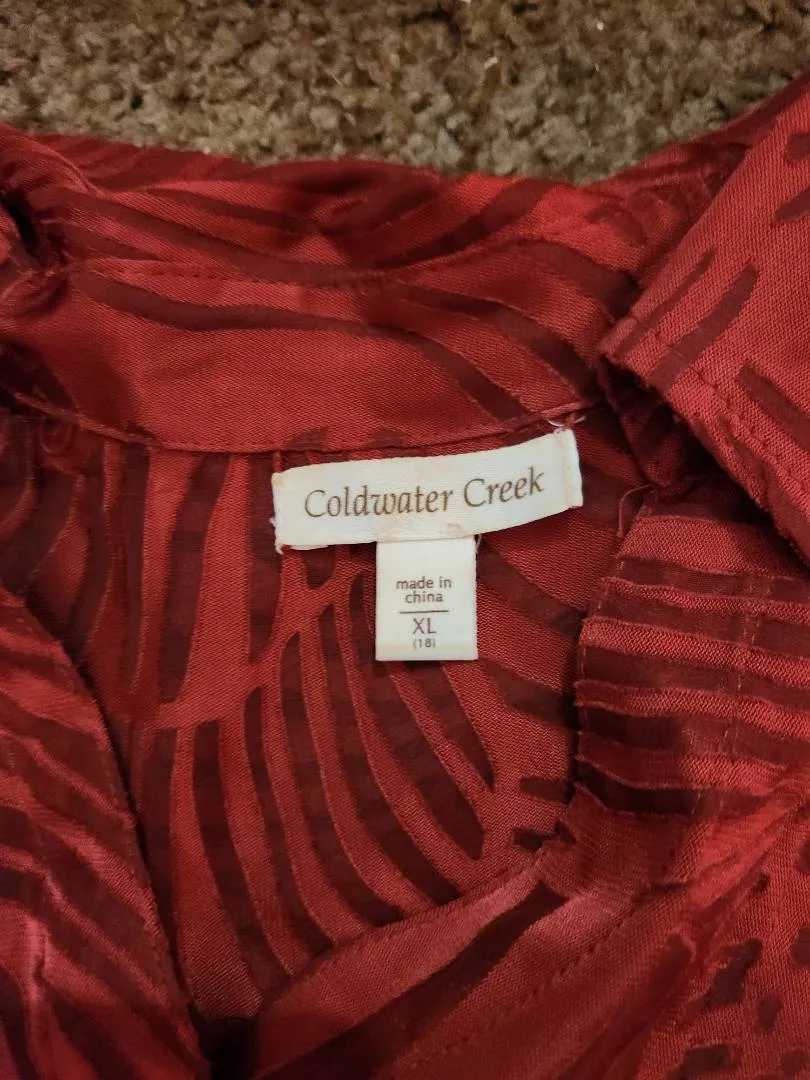 Coldwater Creek
made in
china
XL
(18)